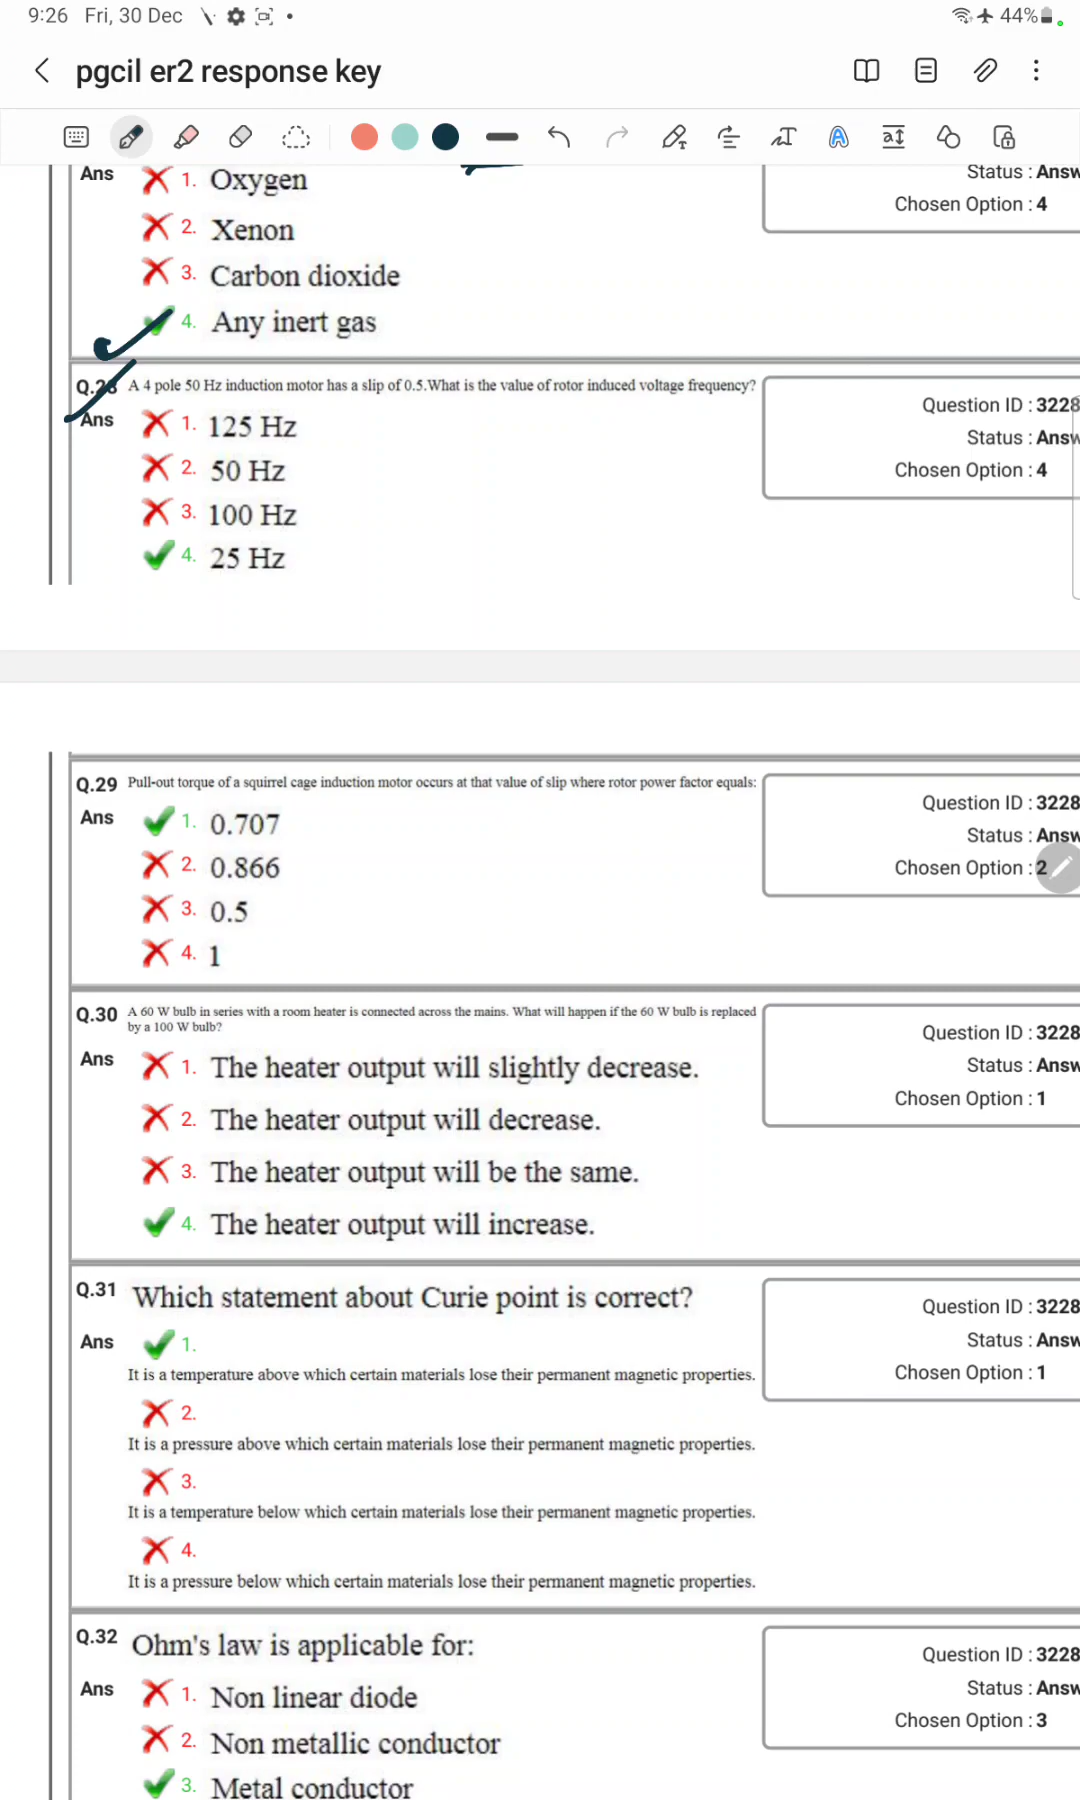 9:26 Fri, 30 Dec
44%
pgcil er2 response key
Ans
1. Oxygen
2. Xenon
3. Carbon dioxide
4. Any inert gas
Status : Answ
Chosen Option : 4
Q.28 A 4 pole 50 Hz induction motor has a slip of 0.5.What is the value of rotor induced voltage frequency?
Ans
1. 125 Hz
2. 50 Hz
3. 100 Hz
4. 25 Hz
Question ID : 3228
Status : Answ
Chosen Option : 4
Q.29 Pull-out torque of a squirrel cage induction motor occurs at that value of slip where rotor power factor equals:
Ans
1. 0.707
2. 0.866
3. 0.5
4. 1
Question ID : 3228
Status : Answ
Chosen Option : 2
Q.30 A 60 W bulb in series with a room heater is connected across the mains. What will happen if the 60 W bulb is replaced
by a 100 W bulb?
Ans
1. The heater output will slightly decrease.
2. The heater output will decrease.
3. The heater output will be the same.
4. The heater output will increase.
Question ID : 3228
Status : Answ
Chosen Option : 1
Q.31 Which statement about Curie point is correct?
Ans
1.
It is a temperature above which certain materials lose their permanent magnetic properties.
2.
It is a pressure above which certain materials lose their permanent magnetic properties.
3.
It is a temperature below which certain materials lose their permanent magnetic properties.
4.
It is a pressure below which certain materials lose their permanent magnetic properties.
Question ID : 3228
Status : Answ
Chosen Option : 1
Q.32 Ohm's law is applicable for:
Ans
1. Non linear diode
2. Non metallic conductor
3. Metal conductor
Question ID : 3228
Status : Answ
Chosen Option : 3